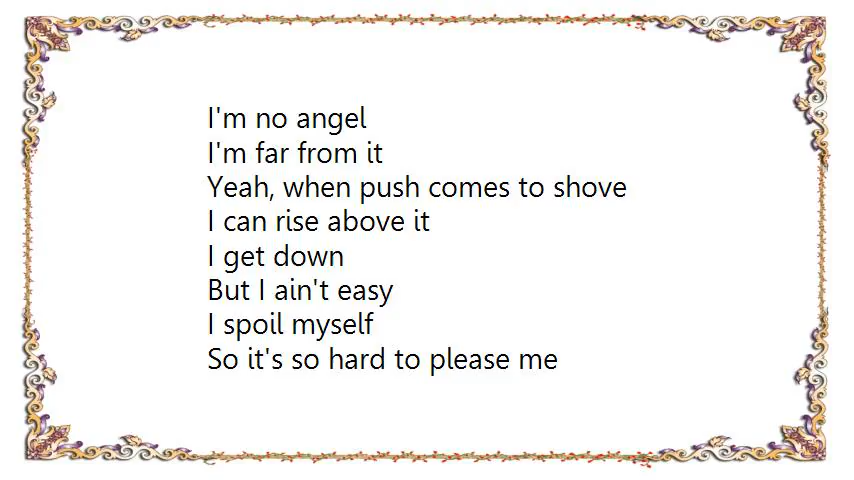 I'm no angel
I'm far from it
Yeah, when push comes to shove
I can rise above it
I get down
But I ain't easy
I spoil myself
So it's so hard to please me